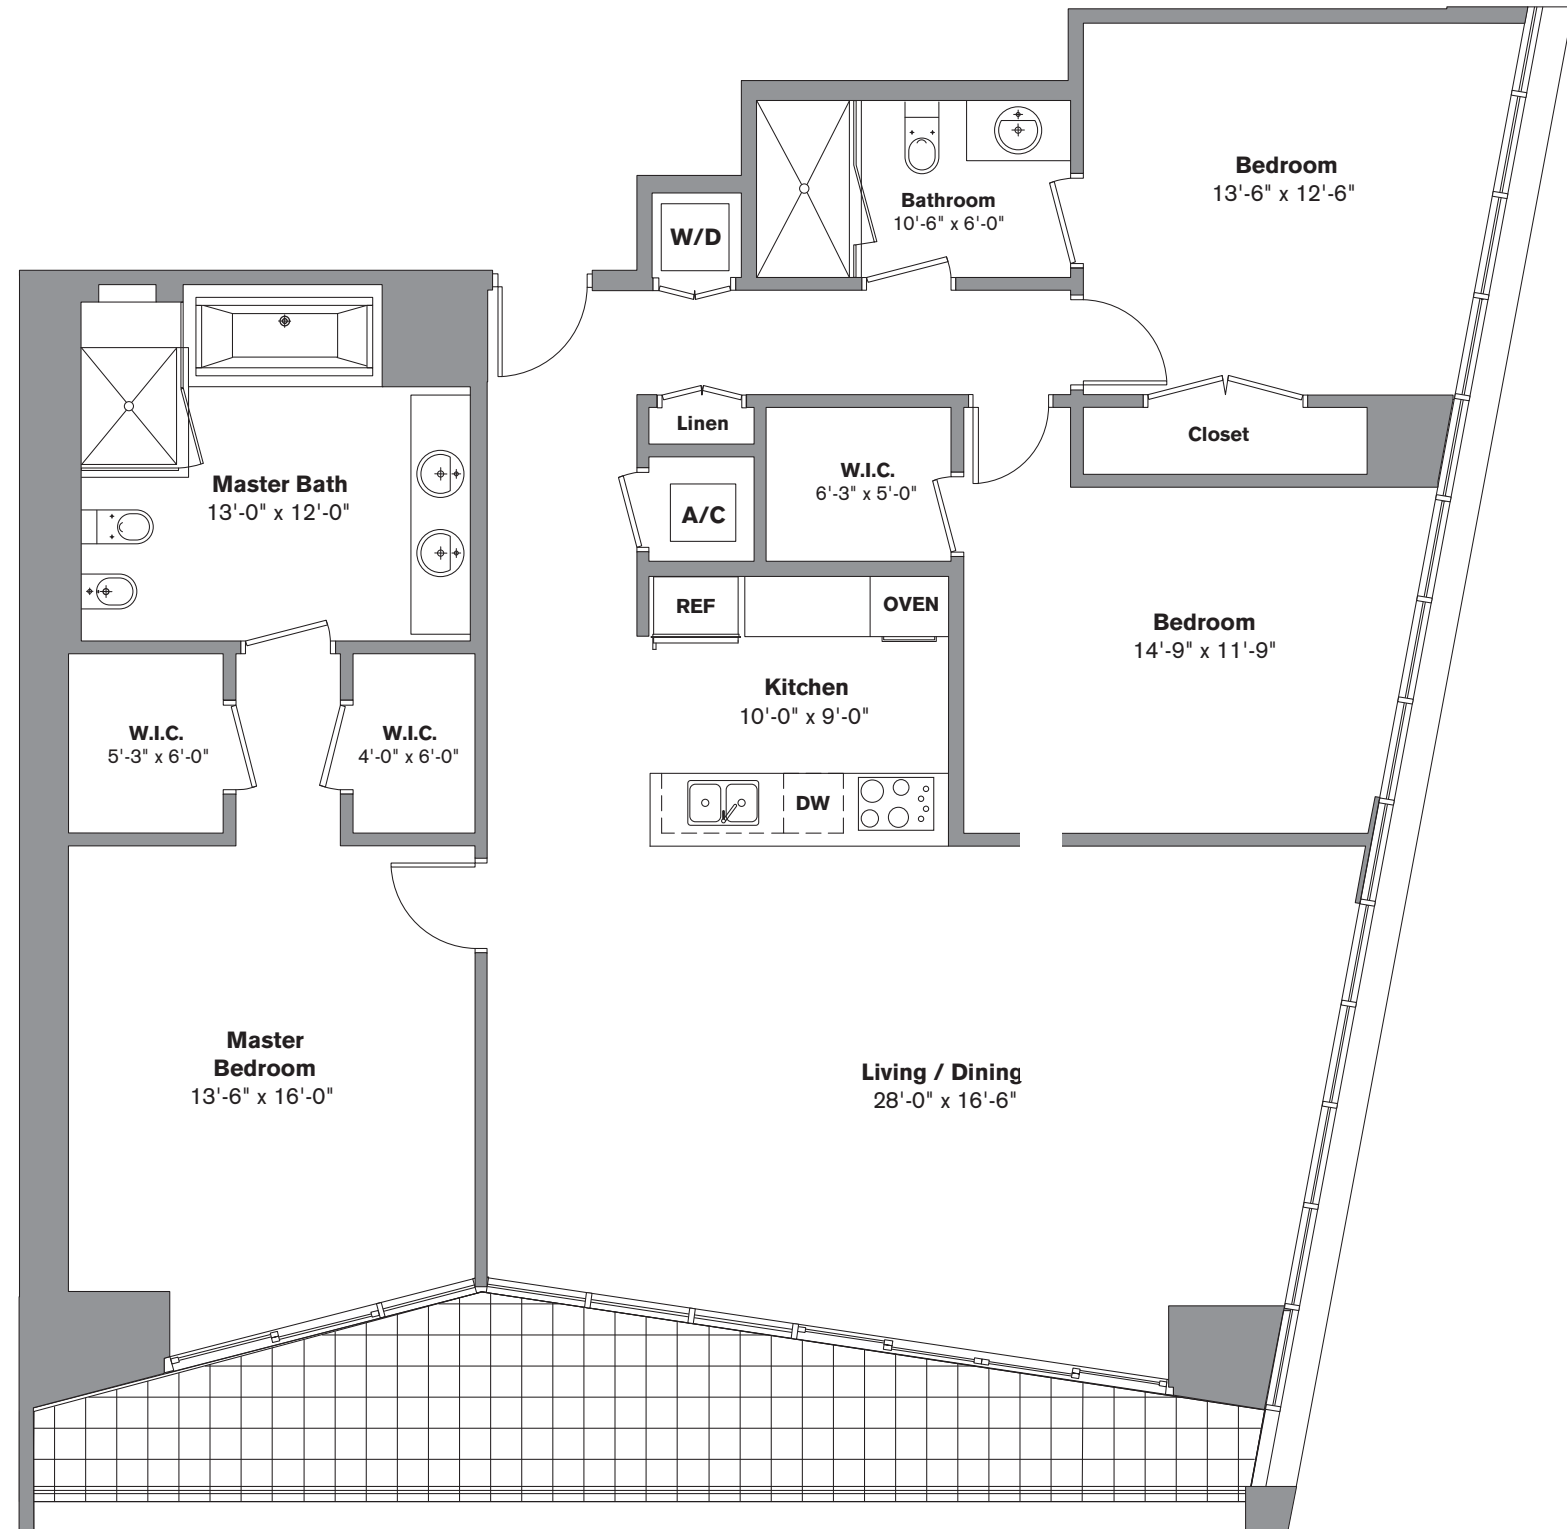 Bedroom
13'-6" x 12'-6"
Bathroom
10'-6" x 6'-0"
W/D
Linen
Closet
W.I.C.
6'-3" x 5'-0"
Master Bath
13'-0" x 12'-0"
A/C
REF
OVEN
Bedroom
14'-9" x 11'-9"
Kitchen
10'-0" x 9'-0"
W.I.C.
5'-3" x 6'-0"
W.I.C.
4'-0" x 6'-0"
DW
Master
Bedroom
13'-6" x 16'-0"
Living / Dining
28'-0" x 16'-6"